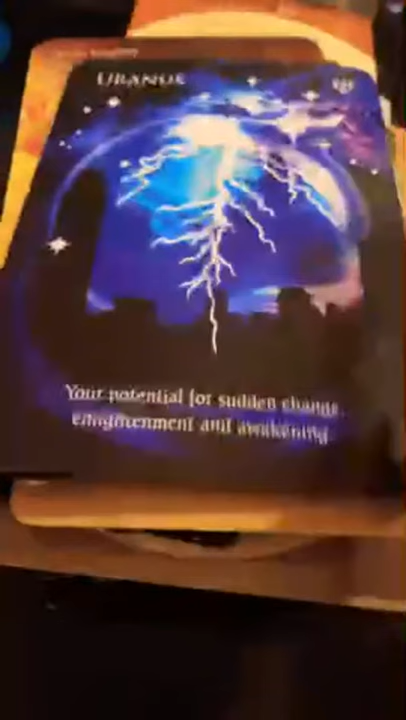 URANUS
Your potential for sudden change,
enlightenment and awakening.